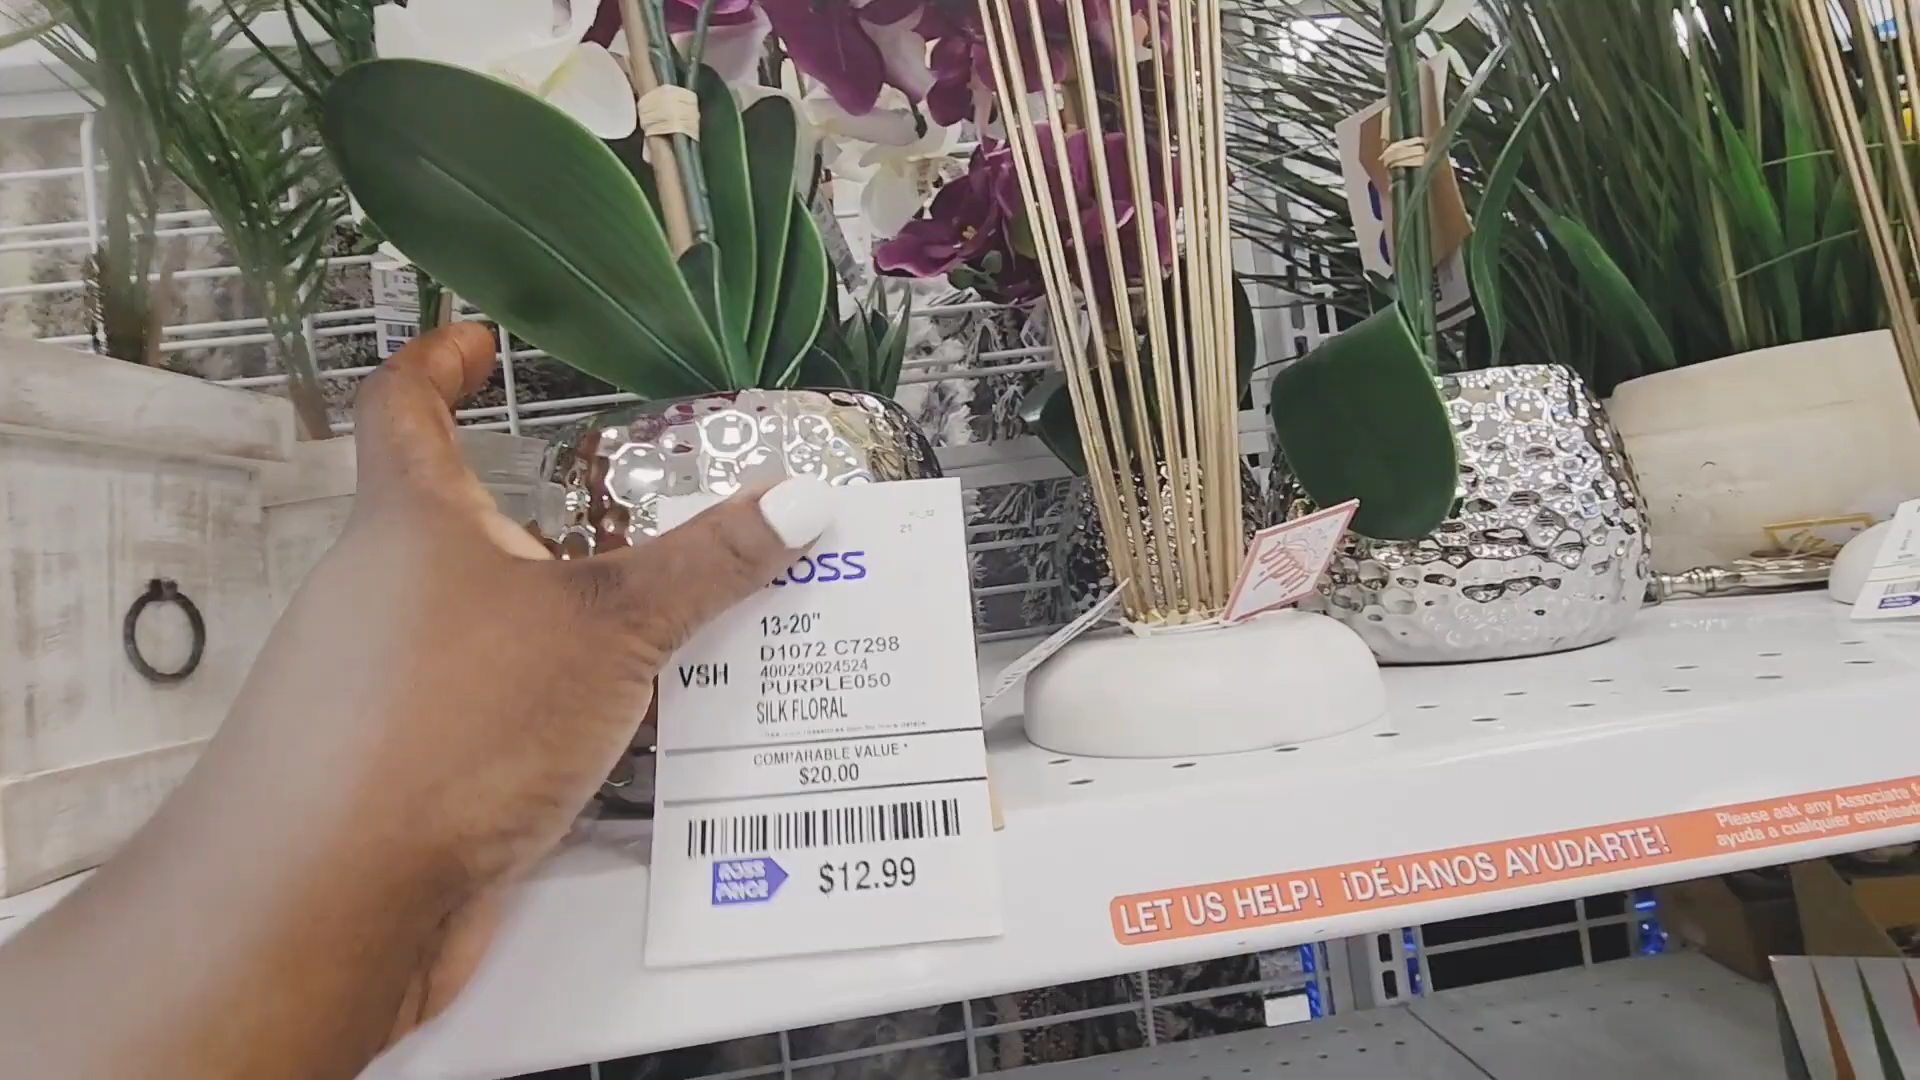 21
ROSS
13-20"
D1072 C7298
400252024524
VSH
PURPLE050
SILK FLORAL
COMPARABLE VALUE *
$20.00
ROSS PRICE
$12.99
LET US HELP! ¡DÉJANOS AYUDARTE!
Please ask any Associate
ayuda a cualquier